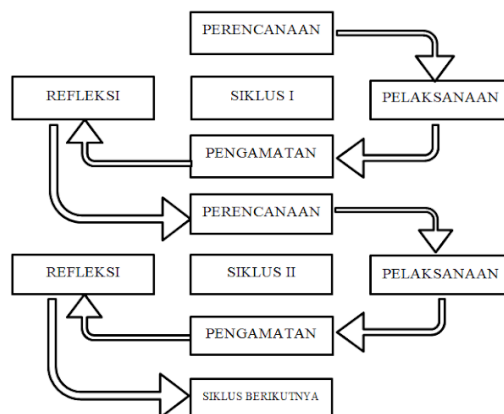 PERENCANAAN
REFLEKSI
SIKLUS I
PELAKSANAAN
PENGAMATAN
PERENCANAAN
REFLEKSI
SIKLUS II
PELAKSANAAN
PENGAMATAN
SIKLUS BERIKUTNYA